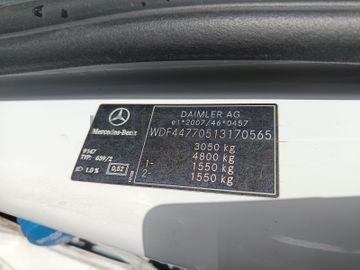 DAIMLER AG
e1*2007/46*0457
Mercedes-Benz
WDF44770513170565
3050 kg
4800 kg
1- 1550 kg
2- 1550 kg
9147
TYP: 639/2
1.0% 0,52